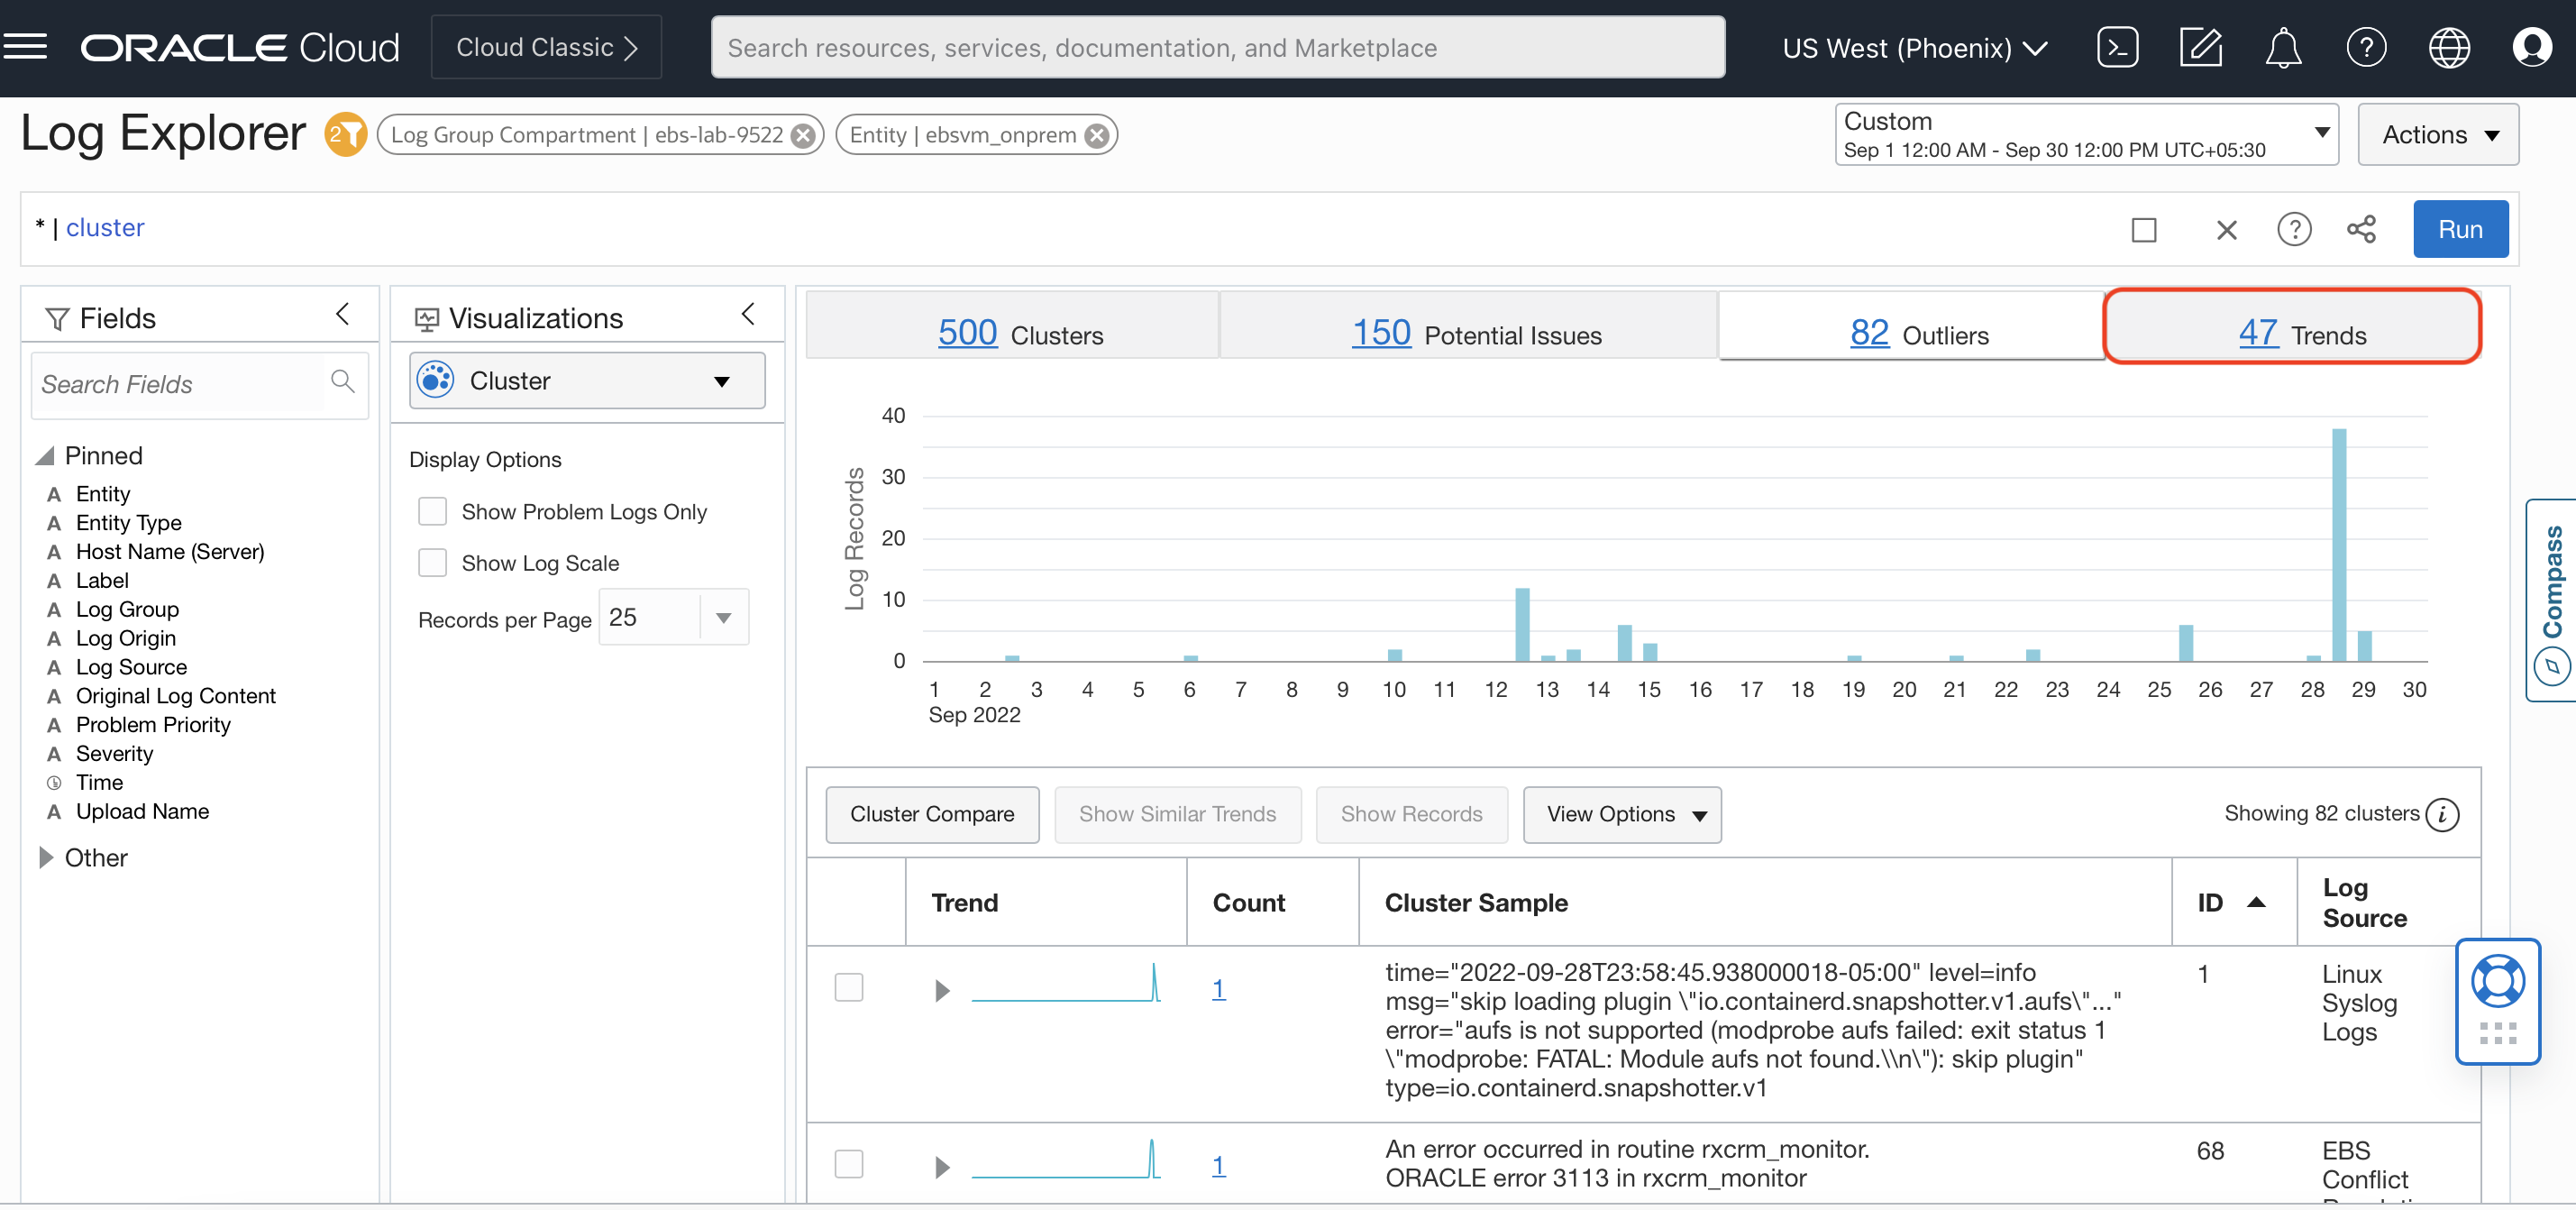 ORACLE Cloud
Cloud Classic >
Search resources, services, documentation, and Marketplace
US West (Phoenix)
Log Explorer
2
Log Group Compartment | ebs-lab-9522
Entity | ebsvm_onprem
Custom
Sep 1 12:00 AM - Sep 30 12:00 PM UTC+05:30
Actions
* | cluster
Run
Fields
Search Fields
Pinned
A Entity
A Entity Type
A Host Name (Server)
A Label
A Log Group
A Log Origin
A Log Source
A Original Log Content
A Problem Priority
A Severity
Time
A Upload Name
Other
Visualizations
Cluster
Display Options
Show Problem Logs Only
Show Log Scale
Records per Page 25
500 Clusters
150 Potential Issues
82 Outliers
47 Trends
Log Records
40
30
20
10
0
1 2 3 4 5 6 7 8 9 10 11 12 13 14 15 16 17 18 19 20 21 22 23 24 25 26 27 28 29 30
Sep 2022
Compass
Cluster Compare
Show Similar Trends
Show Records
View Options
Showing 82 clusters
Trend
Count
Cluster Sample
ID
Log
Source
1
time="2022-09-28T23:58:45.938000018-05:00" level=info
msg="skip loading plugin \"io.containerd.snapshotter.v1.aufs\"..."
error="aufs is not supported (modprobe aufs failed: exit status 1
\"modprobe: FATAL: Module aufs not found.\\n\"): skip plugin"
type=io.containerd.snapshotter.v1
1
Linux
Syslog
Logs
1
An error occurred in routine rxcrm_monitor.
ORACLE error 3113 in rxcrm_monitor
68
EBS
Conflict